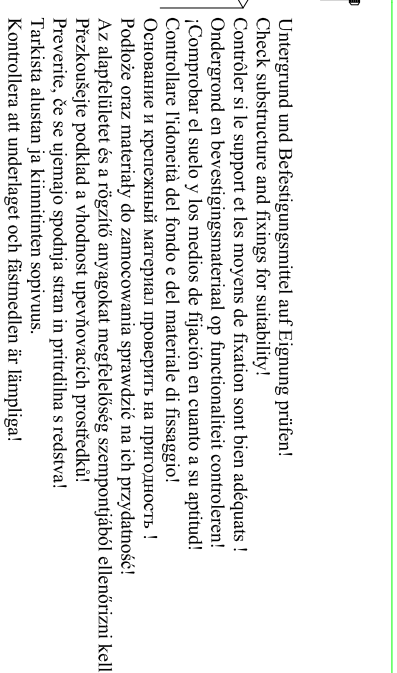 Untergrund und Befestigungsmittel auf Eignung prüfen!
Check substructure and fixings for suitability!
Contrôler si le support et les moyens de fixation sont bien adéquats !
Ondergrond en bevestigingsmateriaal op functionaliteit controleren!
¡Comprobar el suelo y los medios de fijación en cuanto a su aptitud!
Controllare l'idoneità del fondo e del materiale di fissaggio!
Основание и крепежный материал проверить на пригодность !
Podłoże oraz materiały do zamocowania sprawdzić na ich przydatność!
Az alapfelületet és a rögzítő anyagokat megfelelőség szempontjából ellenőrizni kell
Přezkoušejte podklad a vhodnost upevňovacích prostředků!
Preverite, če se ujemajo spodnja stran in pritrdilna s redstva!
Tarkista alustan ja kiinnitinten sopivuus.
Kontrollera att underlaget och fästmedlen är lämpliga!